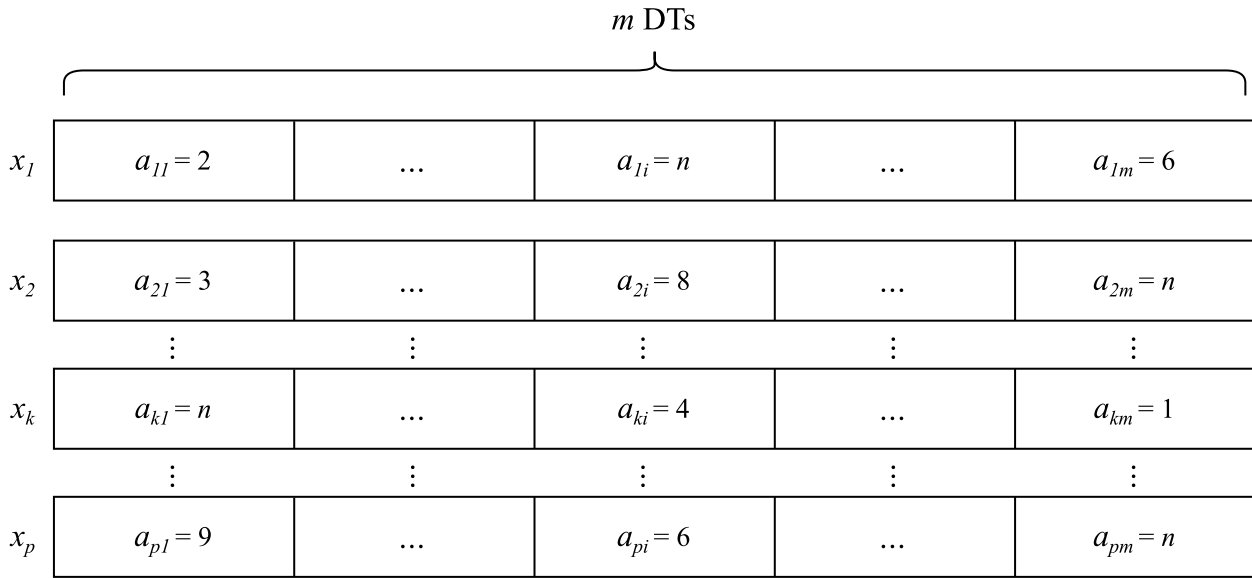 m DTs
x₁ a₁₁ = 2 ... a₁ᵢ = n ... a₁ₘ = 6
x₂ a₂₁ = 3 ... a₂ᵢ = 8 ... a₂ₘ = n
⋮ ⋮ ⋮ ⋮ ⋮
xₖ aₖ₁ = n ... aₖᵢ = 4 ... aₖₘ = 1
⋮ ⋮ ⋮ ⋮ ⋮
xₚ aₚ₁ = 9 ... aₚᵢ = 6 ... aₚₘ = n